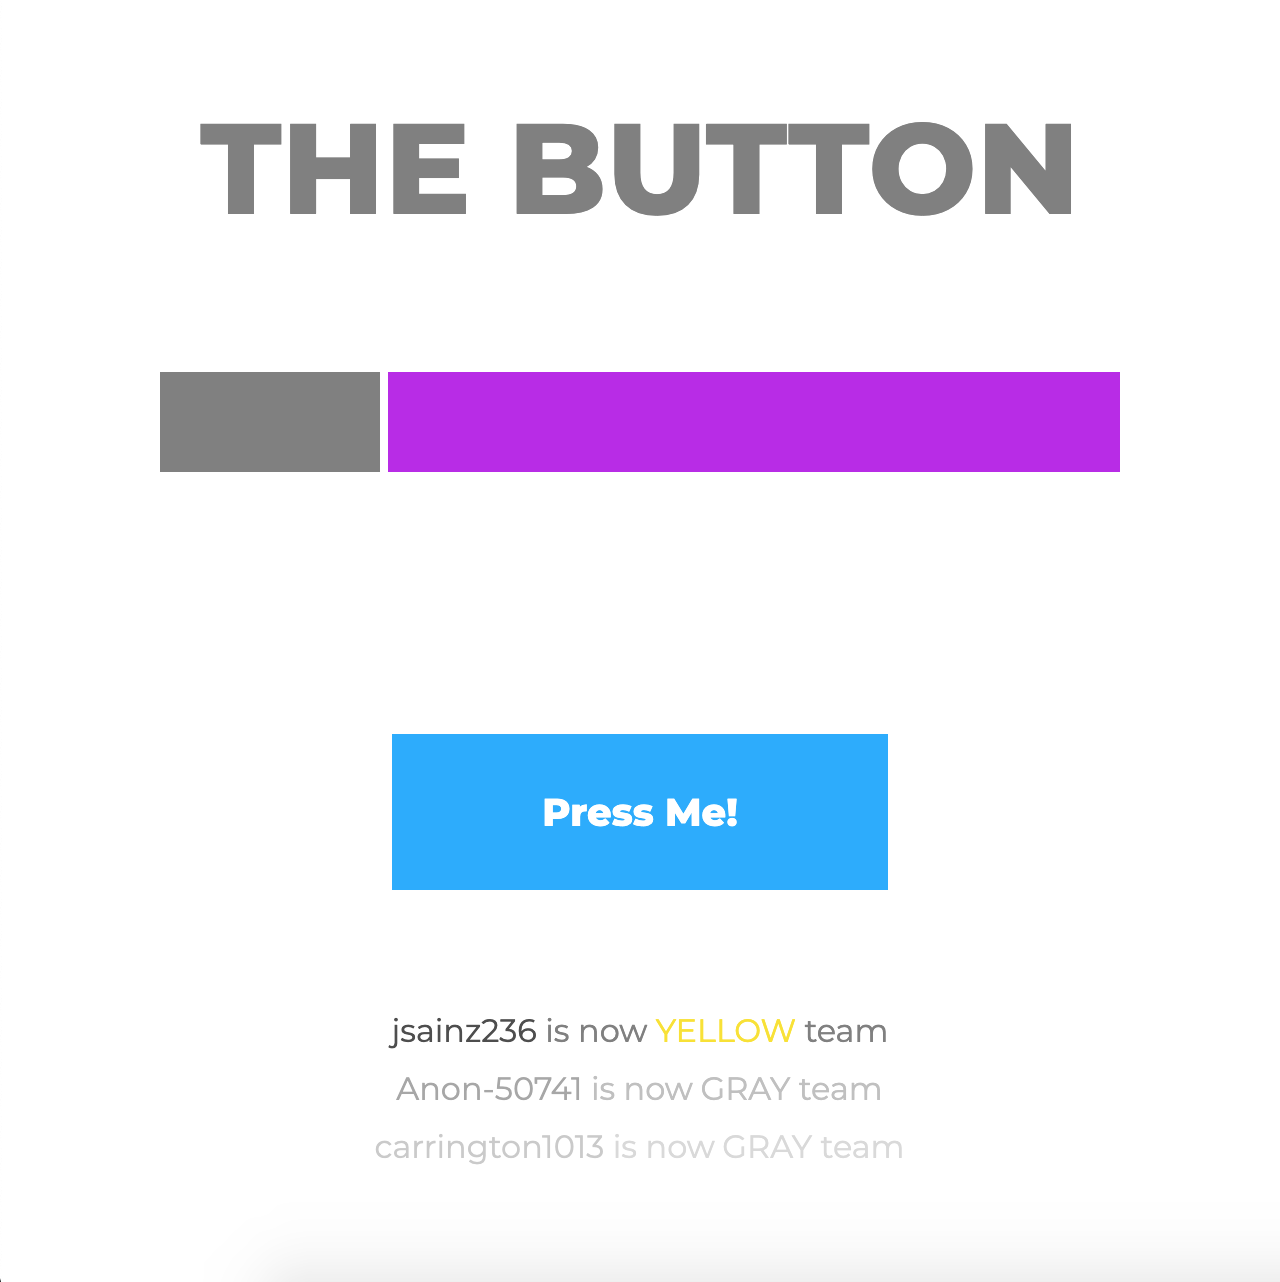 THE BUTTON
Press Me!
jsainz236 is now YELLOW team
Anon-50741 is now GRAY team
carrington1013 is now GRAY team